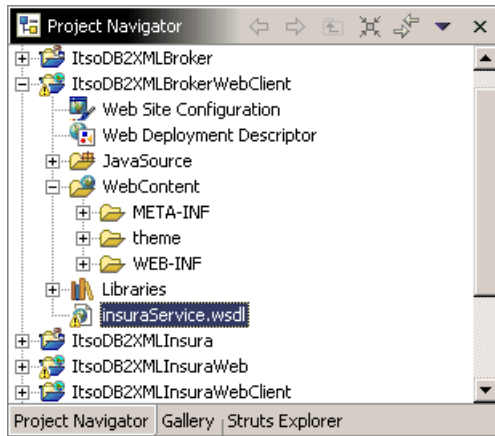 Project Navigator
ItsoDB2XMLBroker
ItsoDB2XMLBrokerWebClient
Web Site Configuration
Web Deployment Descriptor
JavaSource
WebContent
META-INF
theme
WEB-INF
Libraries
insuraService.wsdl
ItsoDB2XMLInsura
ItsoDB2XMLInsuraWeb
ItsoDB2XMLInsuraWebClient
Project Navigator Gallery Struts Explorer